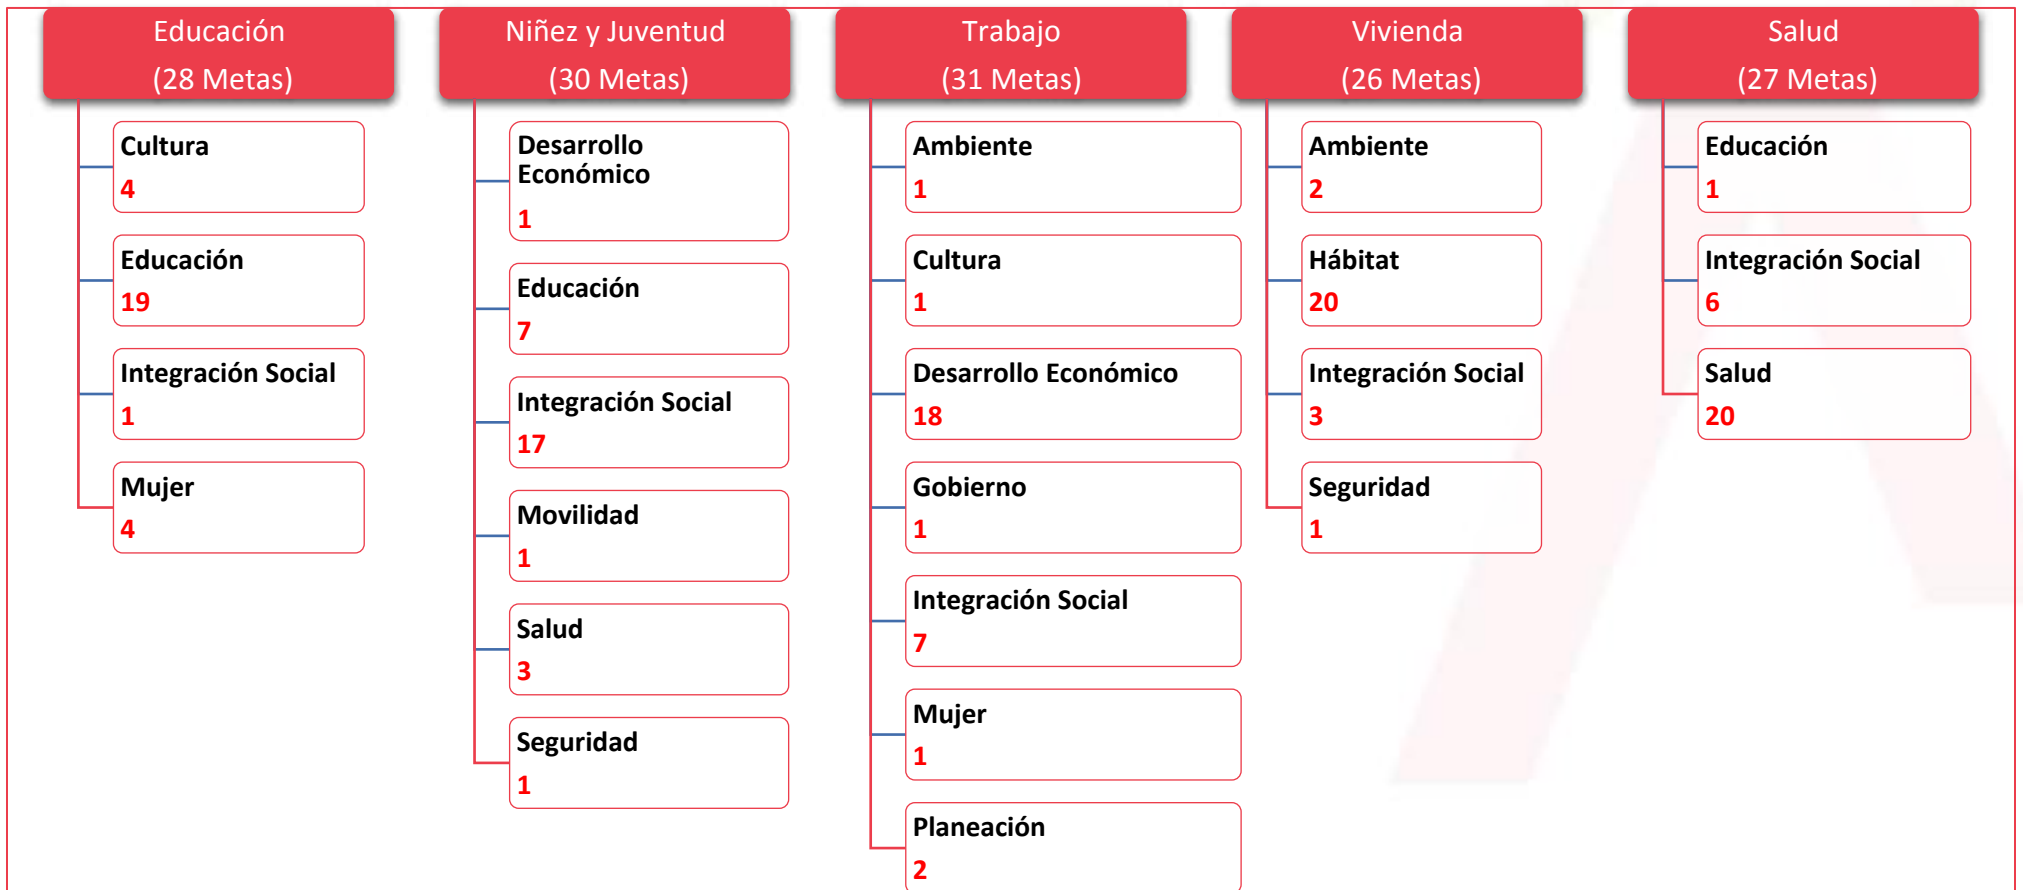 Educación
(28 Metas)
Cultura
4
Educación
19
Integración Social
1
Mujer
4
Niñez y Juventud
(30 Metas)
Desarrollo
Económico
1
Educación
7
Integración Social
17
Movilidad
1
Salud
3
Seguridad
1
Trabajo
(31 Metas)
Ambiente
1
Cultura
1
Desarrollo Económico
18
Gobierno
1
Integración Social
7
Mujer
1
Planeación
2
Vivienda
(26 Metas)
Ambiente
2
Hábitat
20
Integración Social
3
Seguridad
1
Salud
(27 Metas)
Educación
1
Integración Social
6
Salud
20